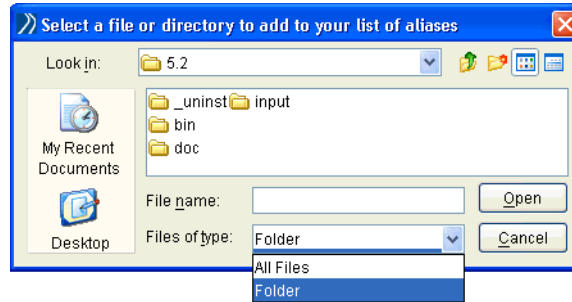 Select a file or directory to add to your list of aliases
Look in: 5.2
_uninst input
bin
doc
My Recent
Documents
Desktop
File name: Open
Files of type: Folder Cancel
All Files
Folder